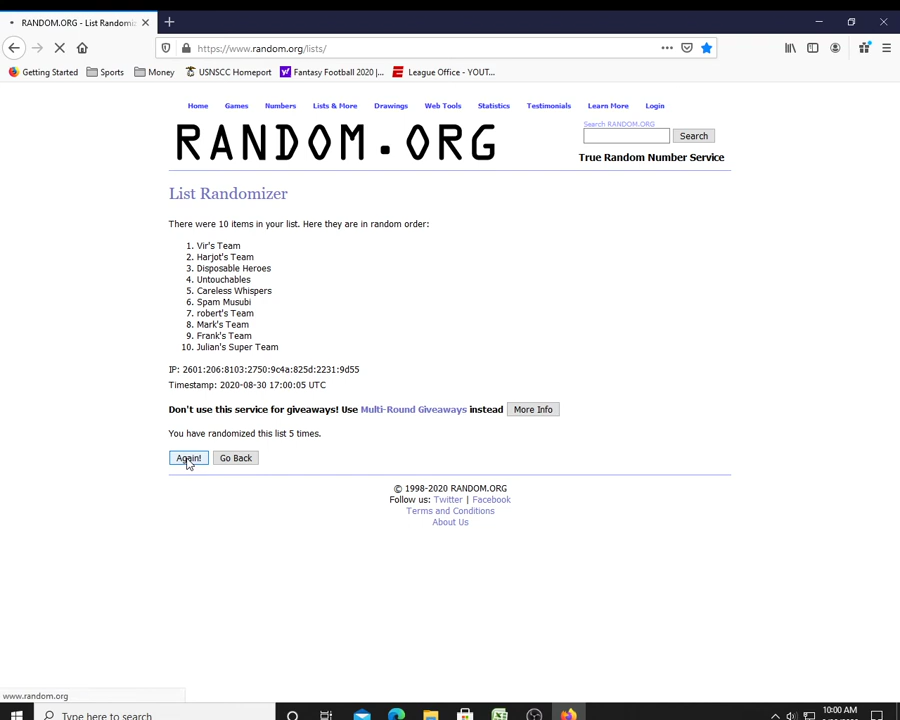 RANDOM.ORG - List Randomiz
https://www.random.org/lists/
Getting Started Sports Money USNSCC Homeport Fantasy Football 2020 |... League Office - YOUT...
Home Games Numbers Lists & More Drawings Web Tools Statistics Testimonials Learn More Login
RANDOM.ORG
Search RANDOM.ORG
Search
True Random Number Service
List Randomizer
There were 10 items in your list. Here they are in random order:
1. Vir's Team
2. Harjot's Team
3. Disposable Heroes
4. Untouchables
5. Careless Whispers
6. Spam Musubi
7. robert's Team
8. Mark's Team
9. Frank's Team
10. Julian's Super Team
IP: 2601:206:8103:2750:9c4a:825d:2231:9d55
Timestamp: 2020-08-30 17:00:05 UTC
Don't use this service for giveaways! Use Multi-Round Giveaways instead More Info
You have randomized this list 5 times.
Again! Go Back
© 1998-2020 RANDOM.ORG
Follow us: Twitter | Facebook
Terms and Conditions
About Us
www.random.org
Type here to search
10:00 AM